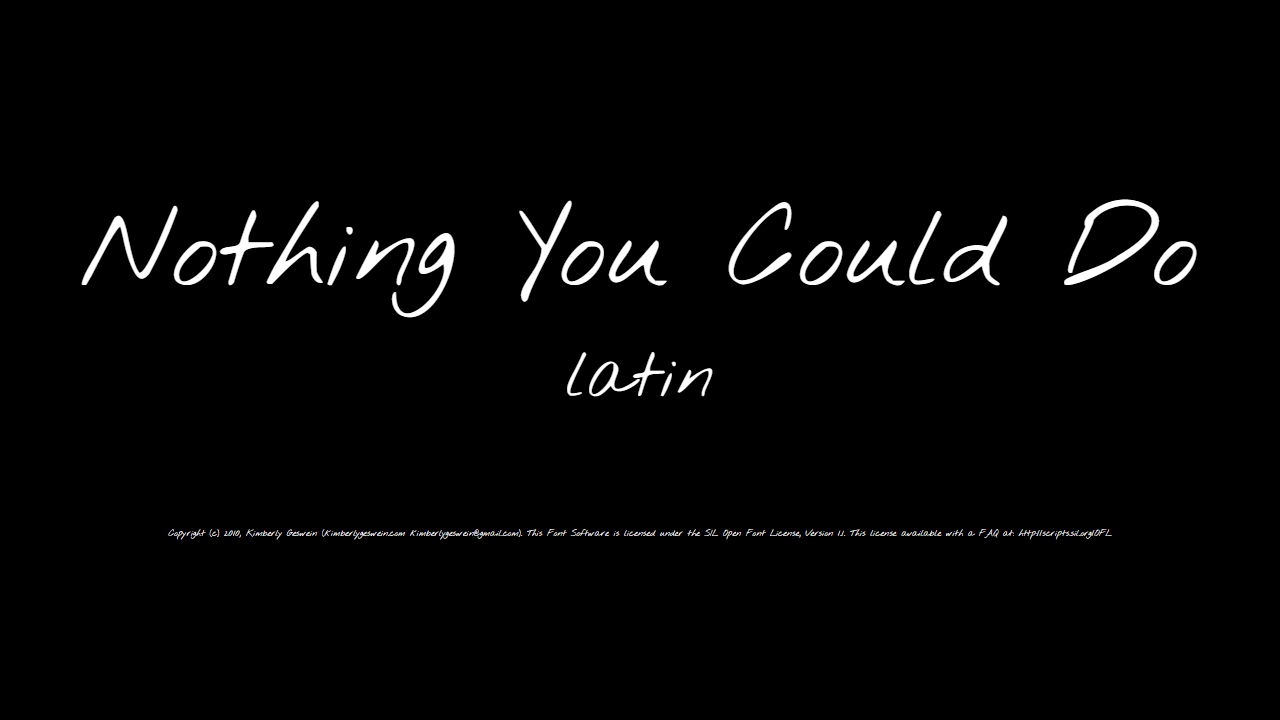 Nothing You Could Do
latin
Copyright (c) 2010, Kimberly Geswein (kimberlygeswein.com kimberlygeswein@gmail.com). This Font Software is licensed under the SIL Open Font License, Version 1.1. This license available with a FAQ at: http://scripts.sil.org/OFL